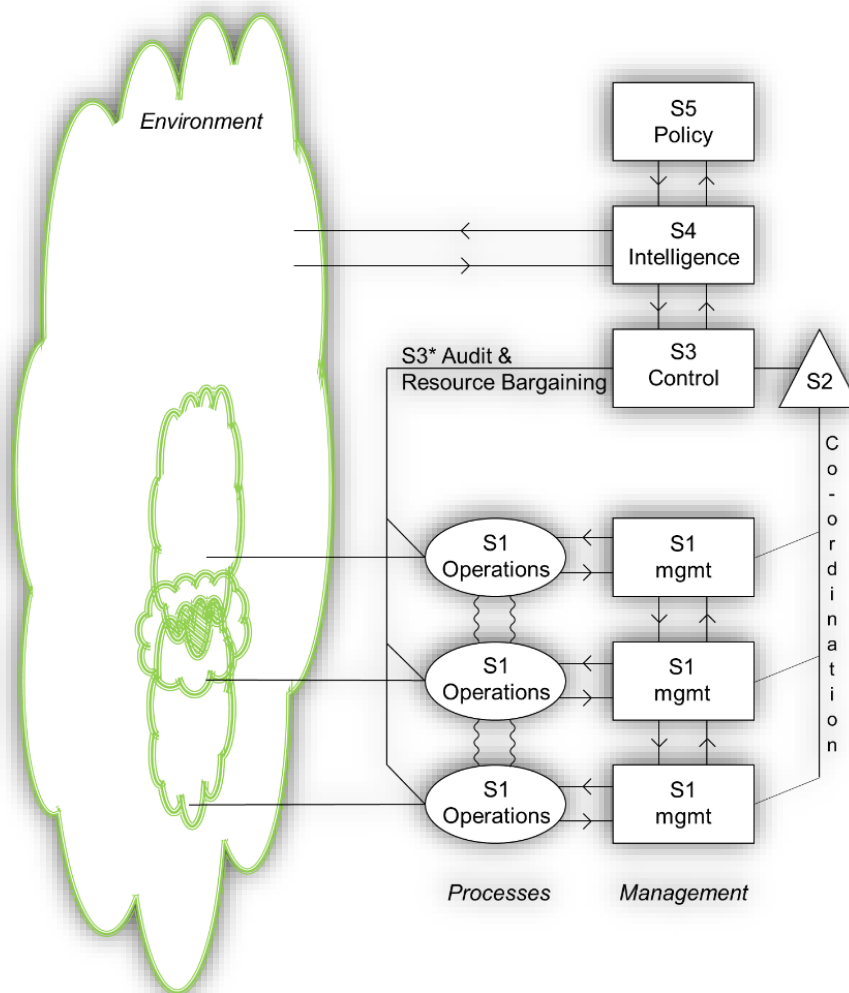 Environment
S5
Policy
S4
Intelligence
S3* Audit &
Resource Bargaining
S3
Control
S2
Co-ordination
S1
Operations
S1
mgmt
S1
Operations
S1
mgmt
S1
Operations
S1
mgmt
Processes
Management